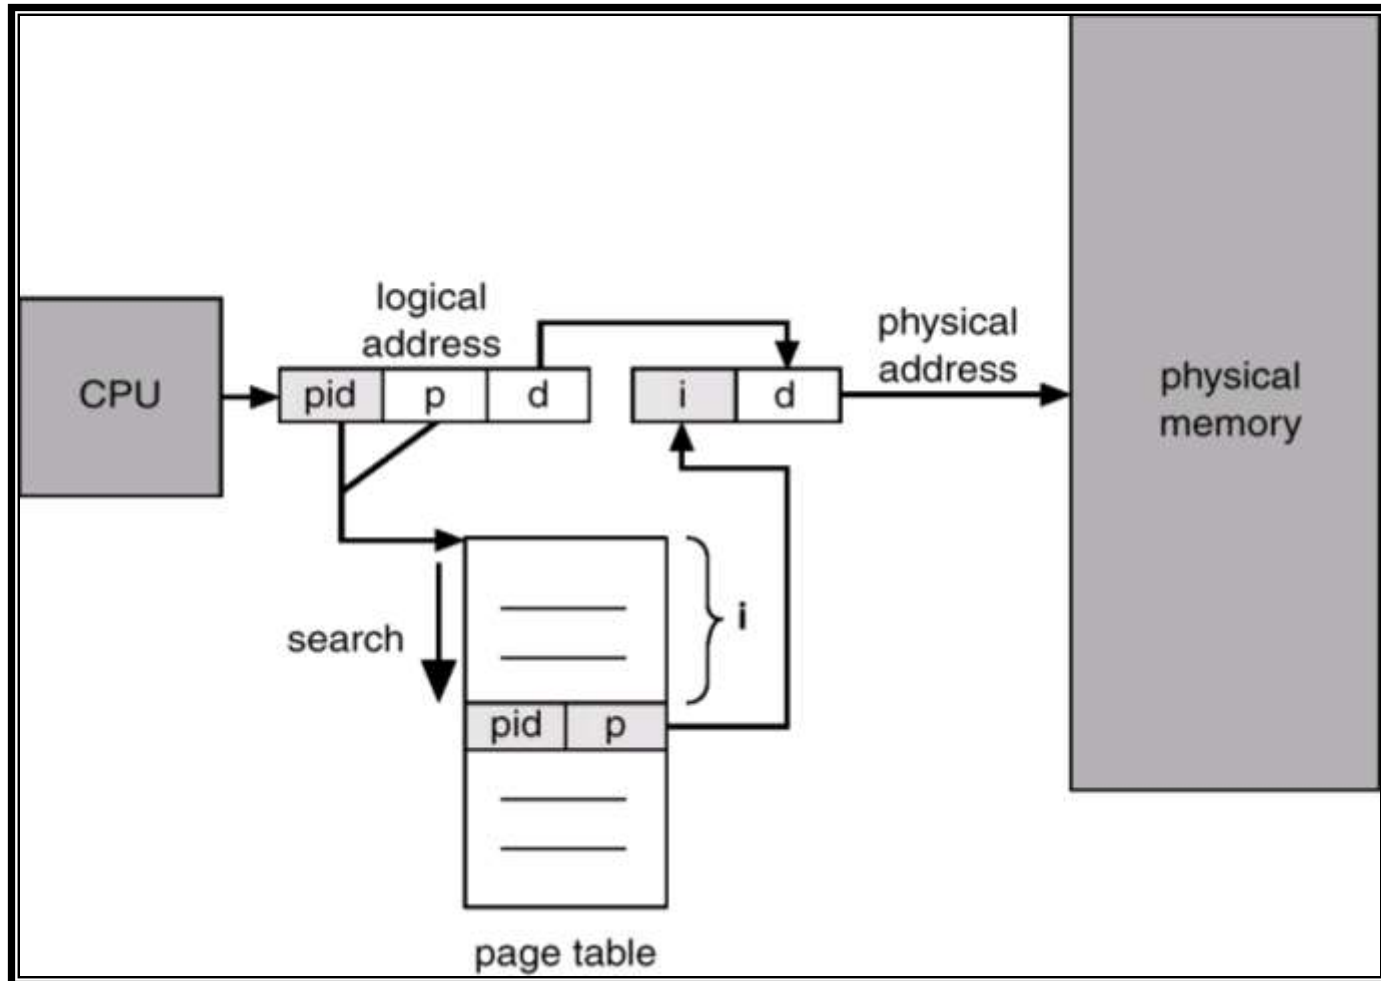 logical
address
physical
address
CPU
pid
p
d
i
d
physical
memory
search
i
pid
p
page table